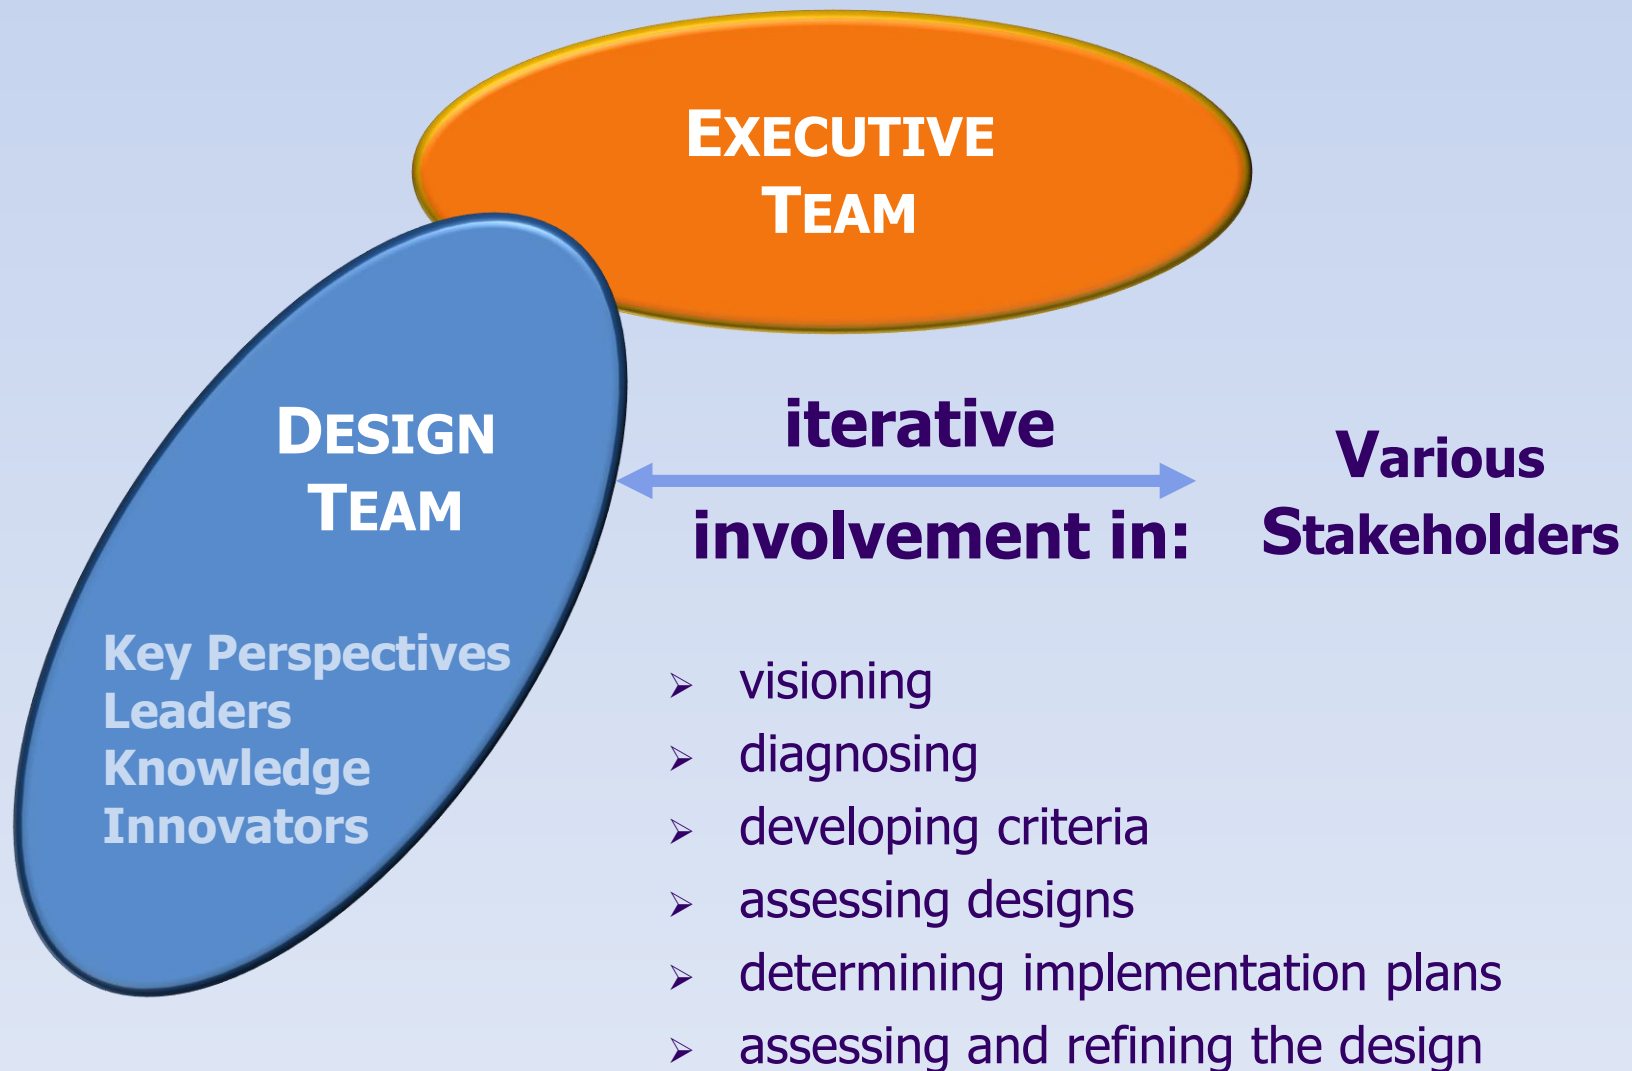 EXECUTIVE
TEAM
DESIGN
TEAM
Key Perspectives
Leaders
Knowledge
Innovators
iterative
involvement in:
Various
Stakeholders
➢ visioning
➢ diagnosing
➢ developing criteria
➢ assessing designs
➢ determining implementation plans
➢ assessing and refining the design